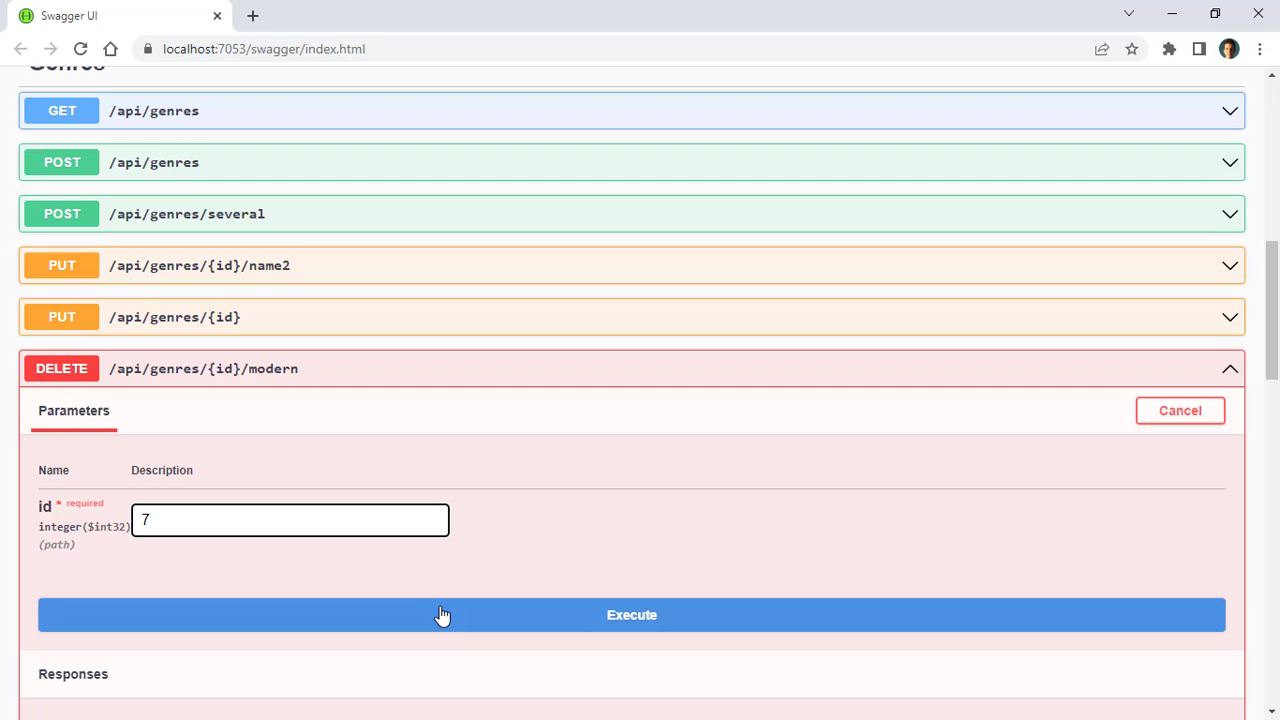 Swagger UI
localhost:7053/swagger/index.html
Genres
GET /api/genres
POST /api/genres
POST /api/genres/several
PUT /api/genres/{id}/name2
PUT /api/genres/{id}
DELETE /api/genres/{id}/modern
Parameters Cancel
Name Description
id * required
integer($int32) 7
(path)
Execute
Responses